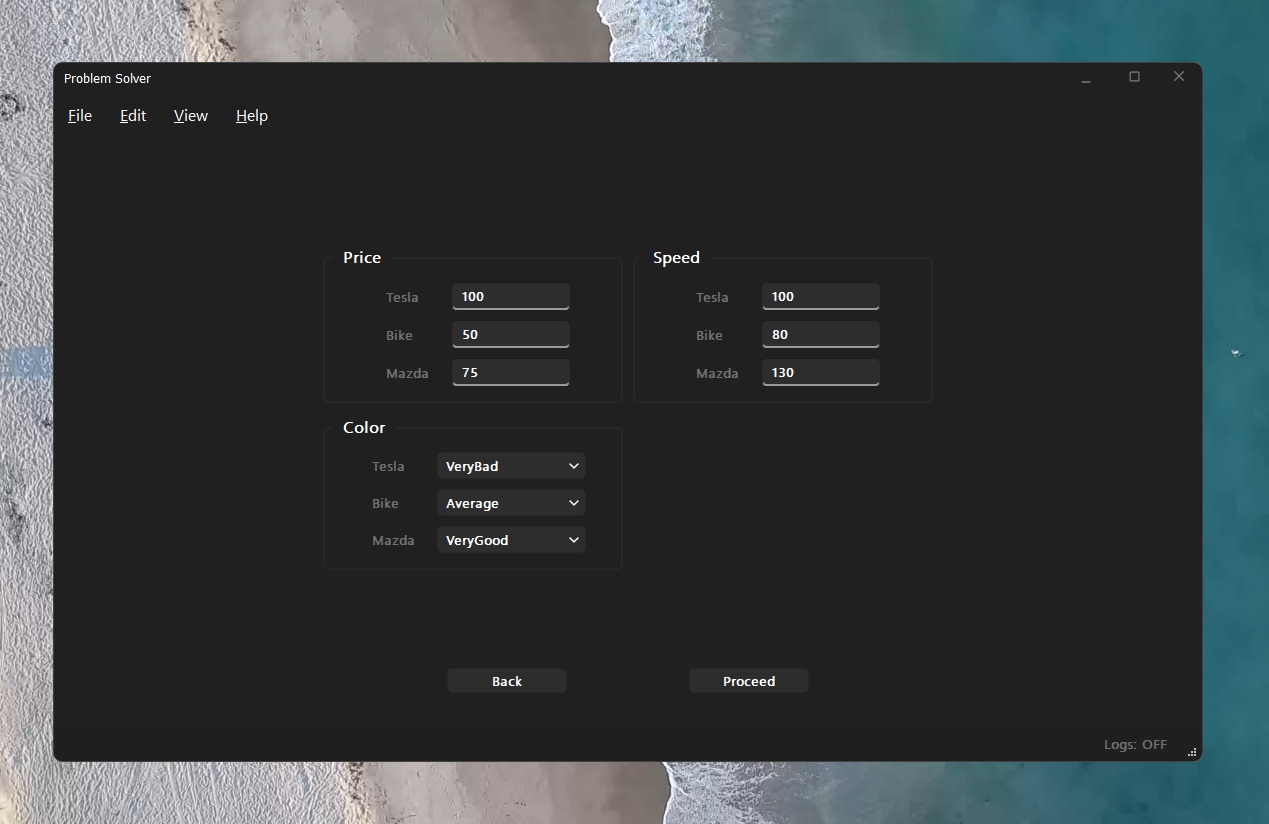 Problem Solver
File Edit View Help
Price
Tesla 100
Bike 50
Mazda 75
Speed
Tesla 100
Bike 80
Mazda 130
Color
Tesla VeryBad
Bike Average
Mazda VeryGood
Back Proceed
Logs: OFF